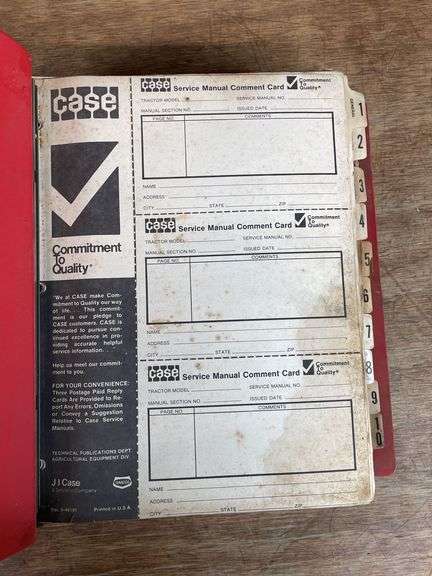 case
Commitment
To
Quality
"We at CASE make Com-
mitment to Quality our way
of life. This commit-
ment is our pledge to
CASE customers. CASE is
dedicated to pursue con-
tinued excellence in pro-
viding accurate helpful
service information.
Help us meet our commit-
ment to you.
FOR YOUR CONVENIENCE:
Three Postage Paid Reply
Cards Are Provided to Re-
port Any Errors, Omissions
or Convey a Suggestion
Relative to Case Service
Manuals.
TECHNICAL PUBLICATIONS DEPT.
AGRICULTURAL EQUIPMENT DIV.
J I Case
A Tenneco Company
Printed in U.S.A.
case Service Manual Comment Card Commitment To Quality
TRACTOR MODEL SERVICE MANUAL NO.
MANUAL SECTION NO. ISSUED DATE
PAGE NO. COMMENTS
NAME
ADDRESS
CITY STATE ZIP
case Service Manual Comment Card Commitment To Quality
TRACTOR MODEL SERVICE MANUAL NO.
MANUAL SECTION NO. ISSUED DATE
PAGE NO. COMMENTS
NAME
ADDRESS
CITY STATE ZIP
case Service Manual Comment Card Commitment To Quality
TRACTOR MODEL SERVICE MANUAL NO.
MANUAL SECTION NO. ISSUED DATE
PAGE NO. COMMENTS
NAME
ADDRESS
CITY STATE ZIP
1
2
3
4
5
6
7
8
9
10